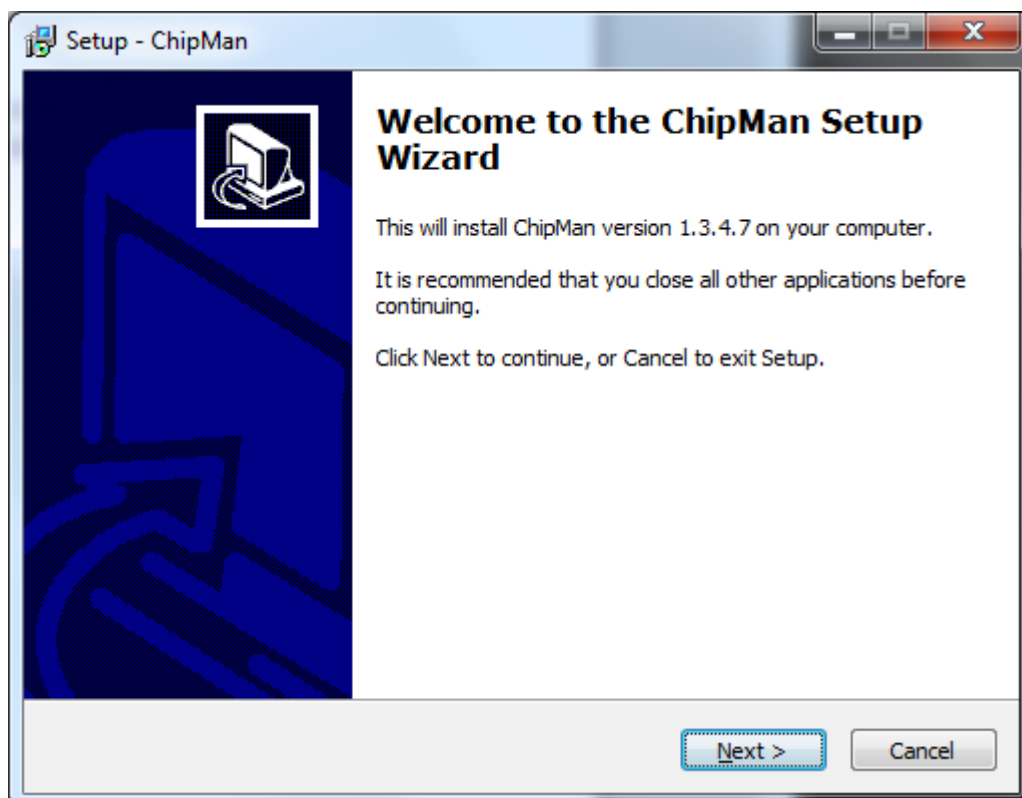 Setup - ChipMan
Welcome to the ChipMan Setup
Wizard
This will install ChipMan version 1.3.4.7 on your computer.
It is recommended that you close all other applications before
continuing.
Click Next to continue, or Cancel to exit Setup.
Next >
Cancel